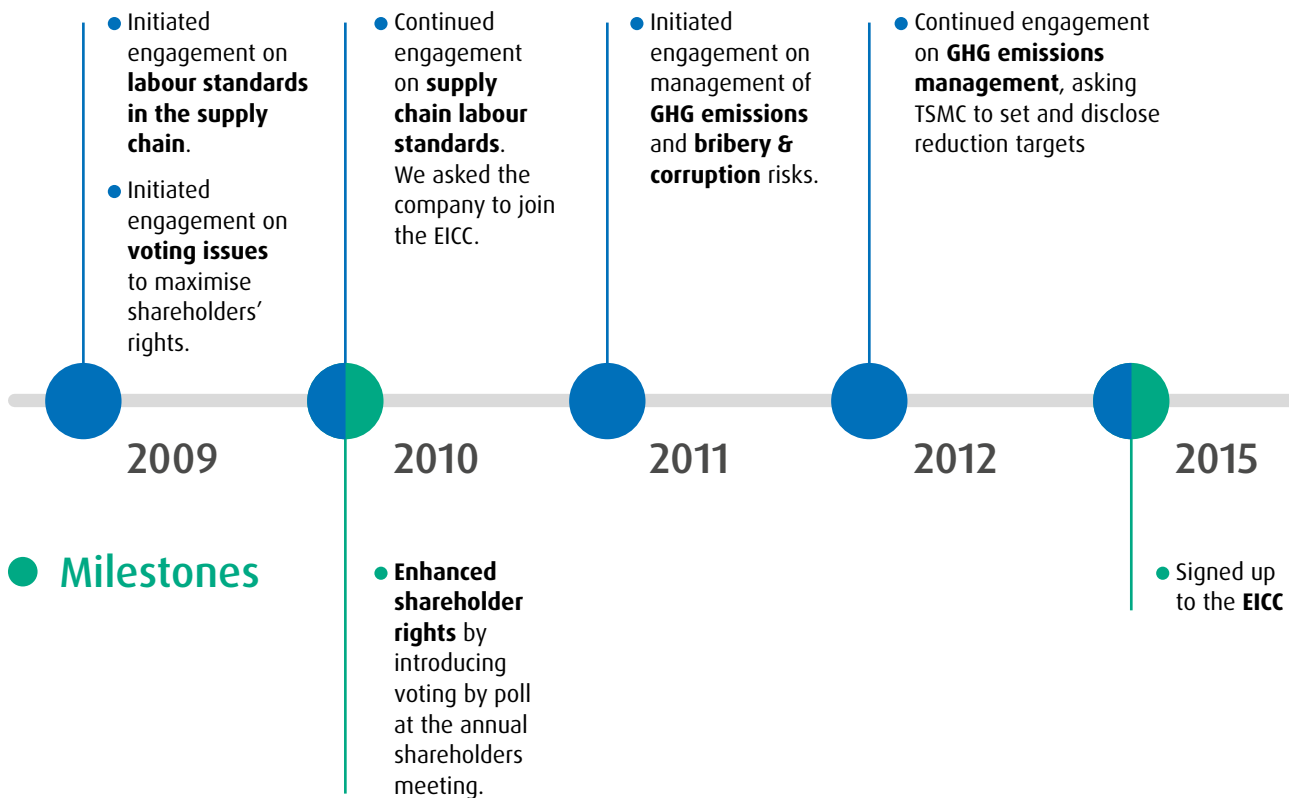 Initiated
engagement on
labour standards
in the supply
chain.
Initiated
engagement on
voting issues
to maximise
shareholders’
rights.
Continued
engagement
on supply
chain labour
standards.
We asked the
company to join
the EICC.
Initiated
engagement on
management of
GHG emissions
and bribery &
corruption risks.
Continued engagement
on GHG emissions
management, asking
TSMC to set and disclose
reduction targets
2009
2010
2011
2012
2015
Milestones
Enhanced
shareholder
rights by
introducing
voting by poll
at the annual
shareholders
meeting.
Signed up
to the EICC